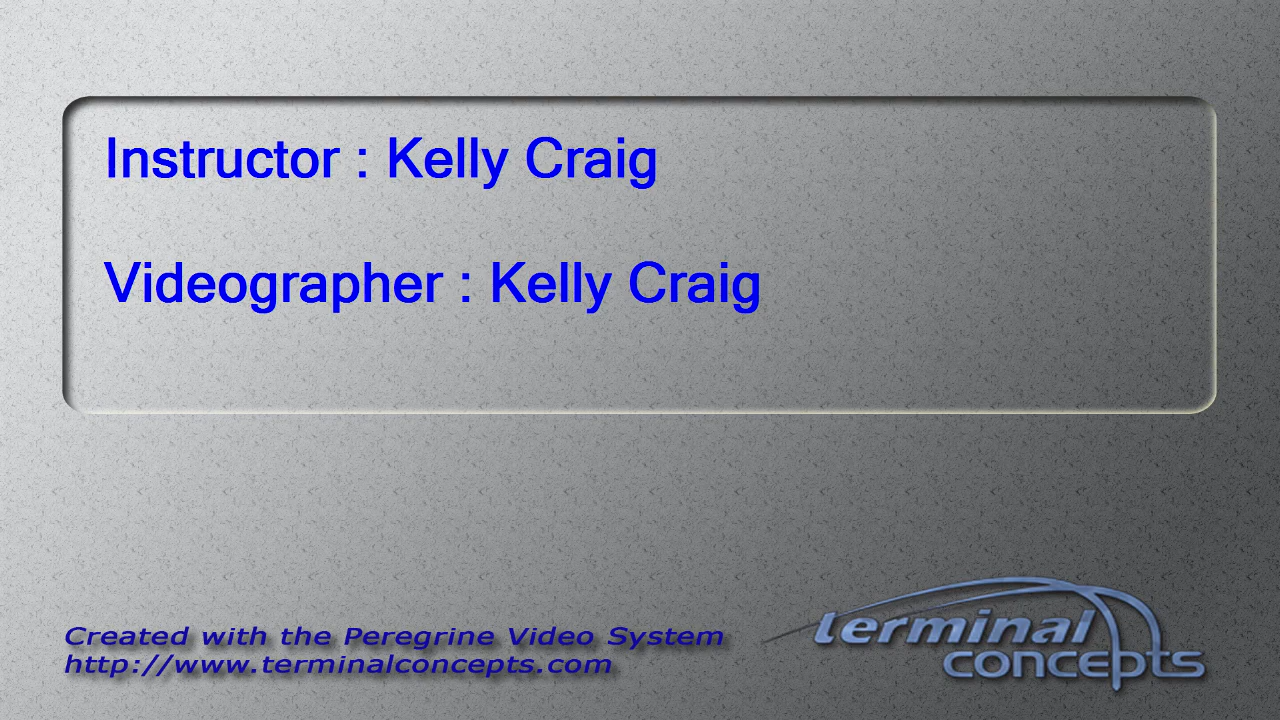 Instructor : Kelly Craig
Videographer : Kelly Craig
Created with the Peregrine Video System
http://www.terminalconcepts.com
terminal
concepts